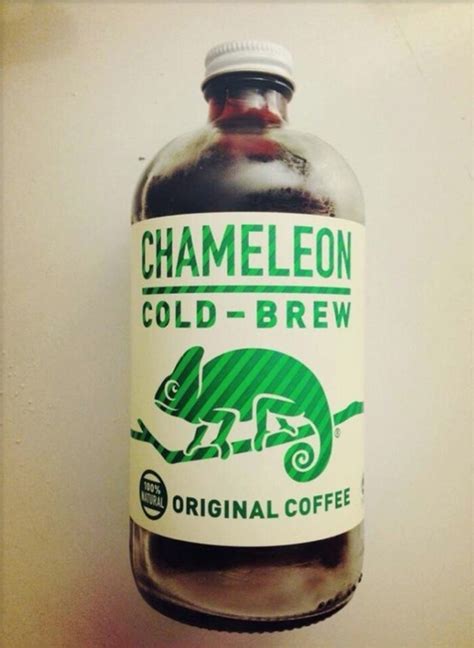 CHAMELEON
COLD-BREW
®
100%
NATURAL
ORIGINAL COFFEE